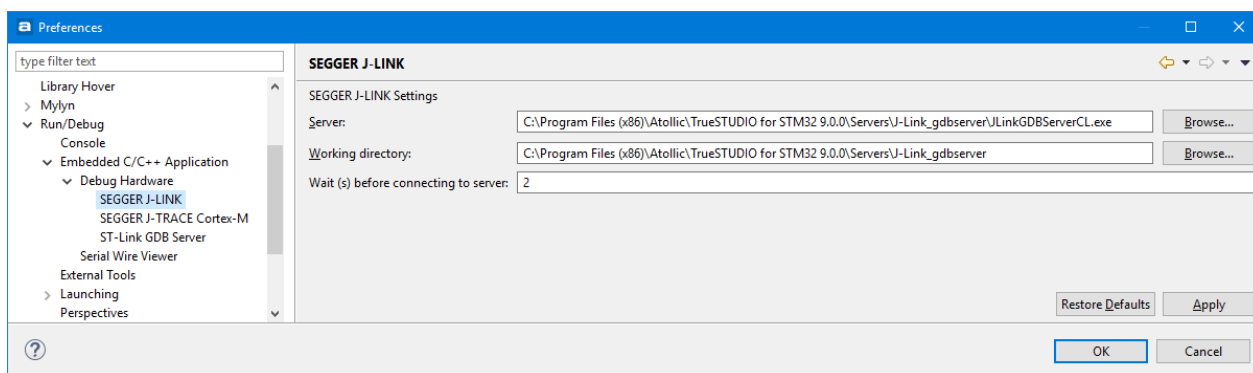 a Preferences
type filter text
Library Hover
Mylyn
Run/Debug
Console
Embedded C/C++ Application
Debug Hardware
SEGGER J-LINK
SEGGER J-TRACE Cortex-M
ST-Link GDB Server
Serial Wire Viewer
External Tools
Launching
Perspectives
SEGGER J-LINK
SEGGER J-LINK Settings
Server: C:\Program Files (x86)\Atollic\TrueSTUDIO for STM32 9.0.0\Servers\J-Link_gdbserver\JLinkGDBServerCL.exe Browse...
Working directory: C:\Program Files (x86)\Atollic\TrueSTUDIO for STM32 9.0.0\Servers\J-Link_gdbserver Browse...
Wait (s) before connecting to server: 2
Restore Defaults Apply
? OK Cancel